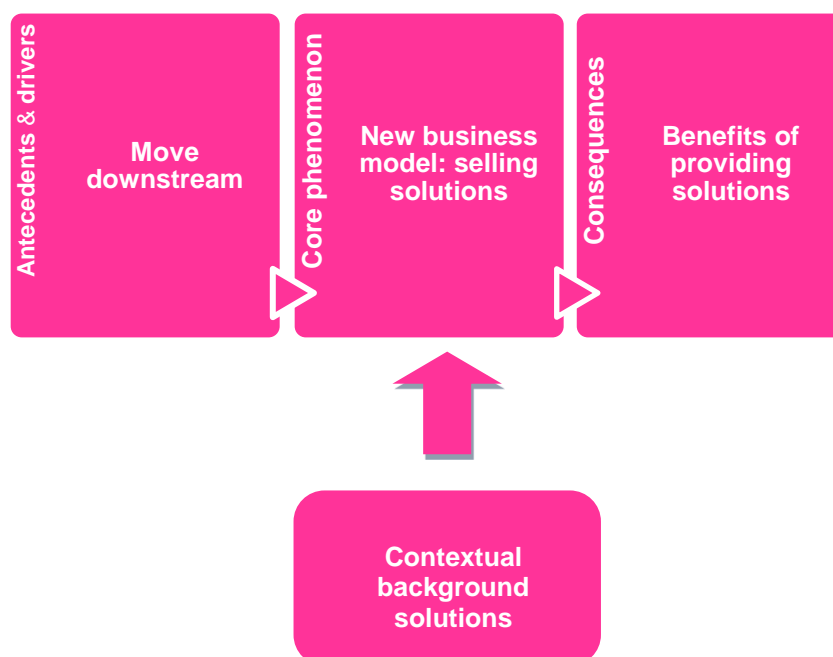 Antecedents & drivers
Move
downstream
Core phenomenon
New business
model: selling
solutions
Consequences
Benefits of
providing
solutions
Contextual
background
solutions